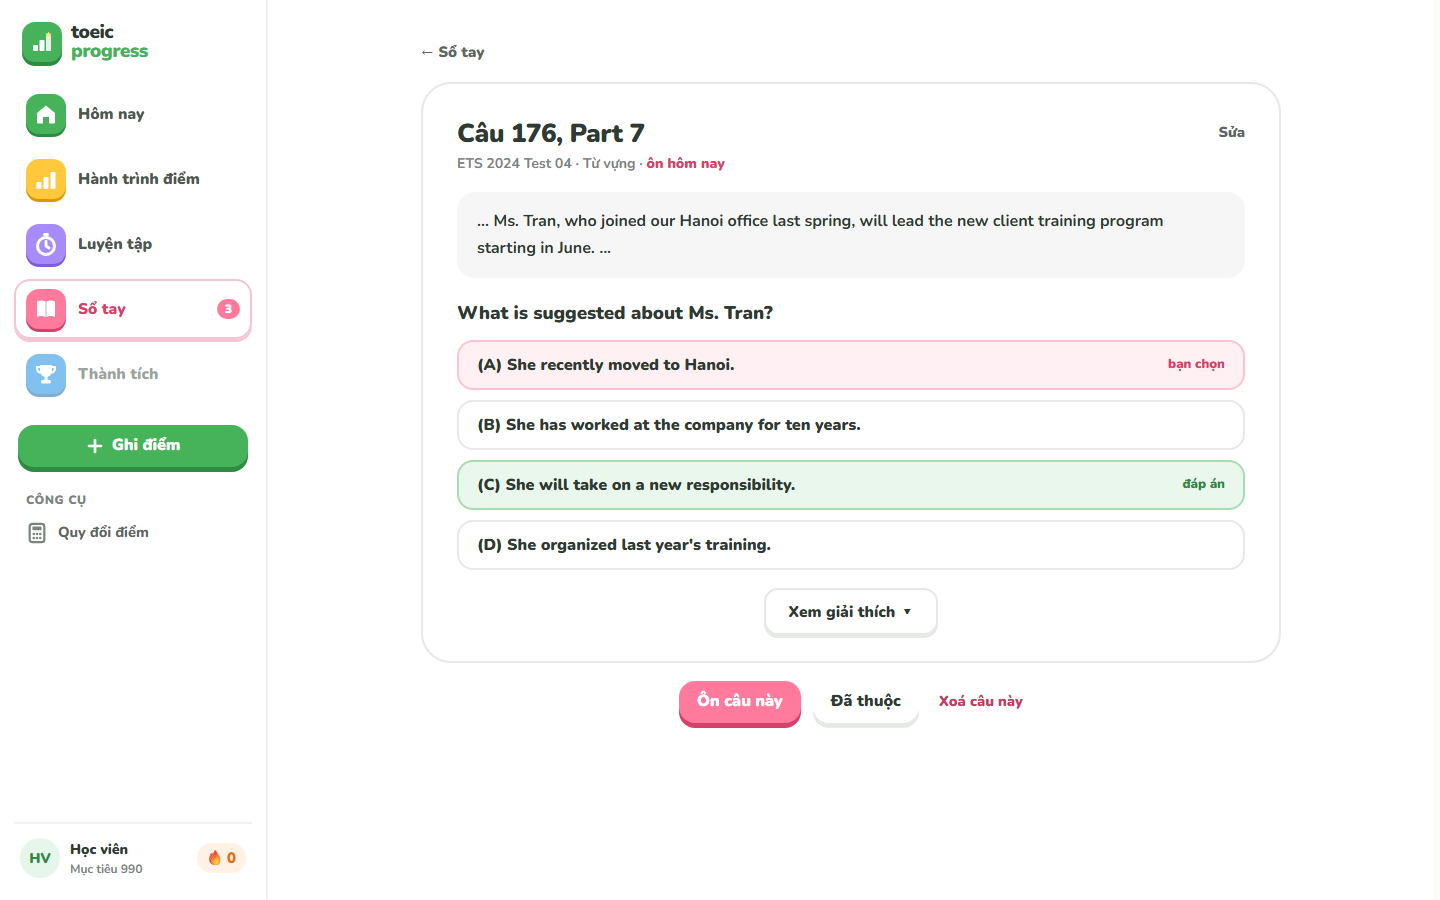 toeic
progress
Hôm nay
Hành trình điểm
Luyện tập
Sổ tay
3
Thành tích
Ghi điểm
CÔNG CỤ
Quy đổi điểm
HV
Học viên
Mục tiêu 990
0
← Sổ tay
Câu 176, Part 7
Sửa
ETS 2024 Test 04 · Từ vựng · ôn hôm nay
... Ms. Tran, who joined our Hanoi office last spring, will lead the new client training program
starting in June. ...
What is suggested about Ms. Tran?
(A) She recently moved to Hanoi.
bạn chọn
(B) She has worked at the company for ten years.
(C) She will take on a new responsibility.
đáp án
(D) She organized last year's training.
Xem giải thích ▼
Ôn câu này
Đã thuộc
Xoá câu này